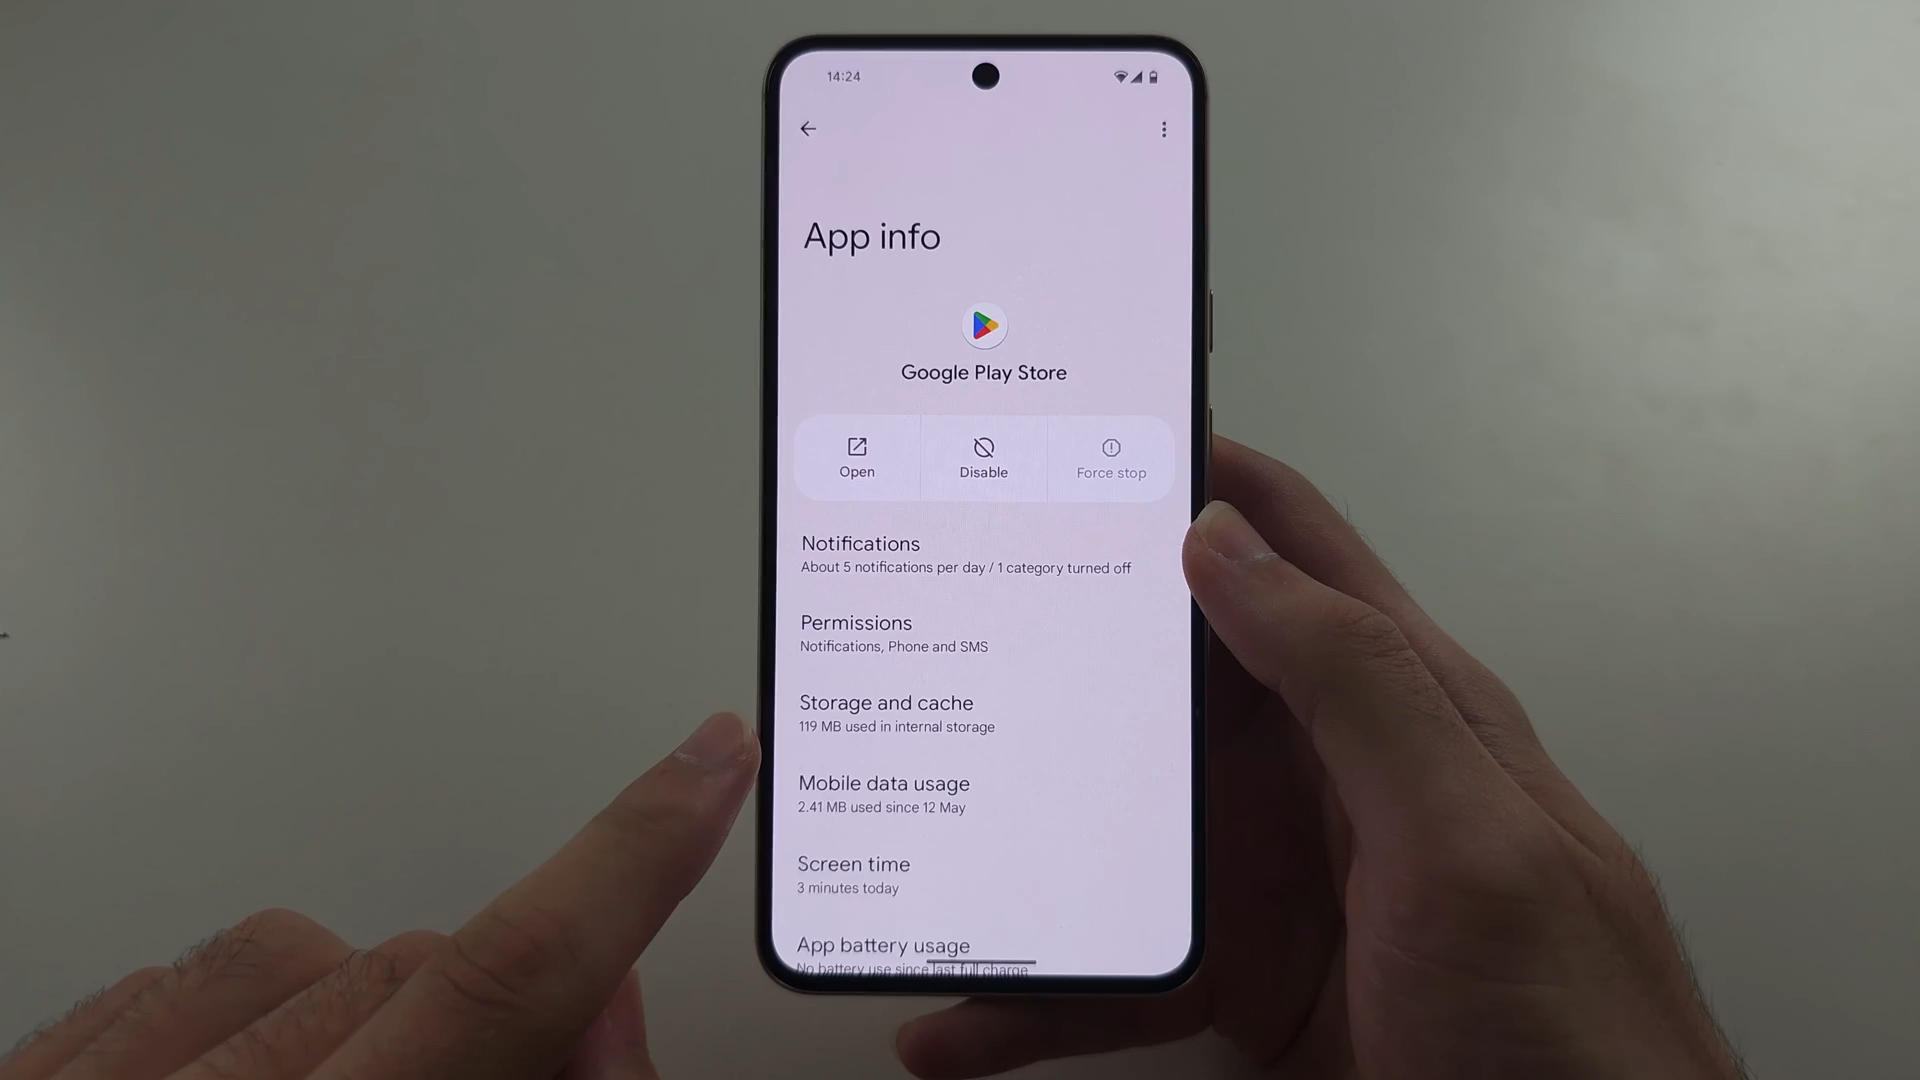 14:24
App info
Google Play Store
Open
Disable
Force stop
Notifications
About 5 notifications per day / 1 category turned off
Permissions
Notifications, Phone and SMS
Storage and cache
119 MB used in internal storage
Mobile data usage
2.41 MB used since 12 May
Screen time
3 minutes today
App battery usage
No battery use since last full charge